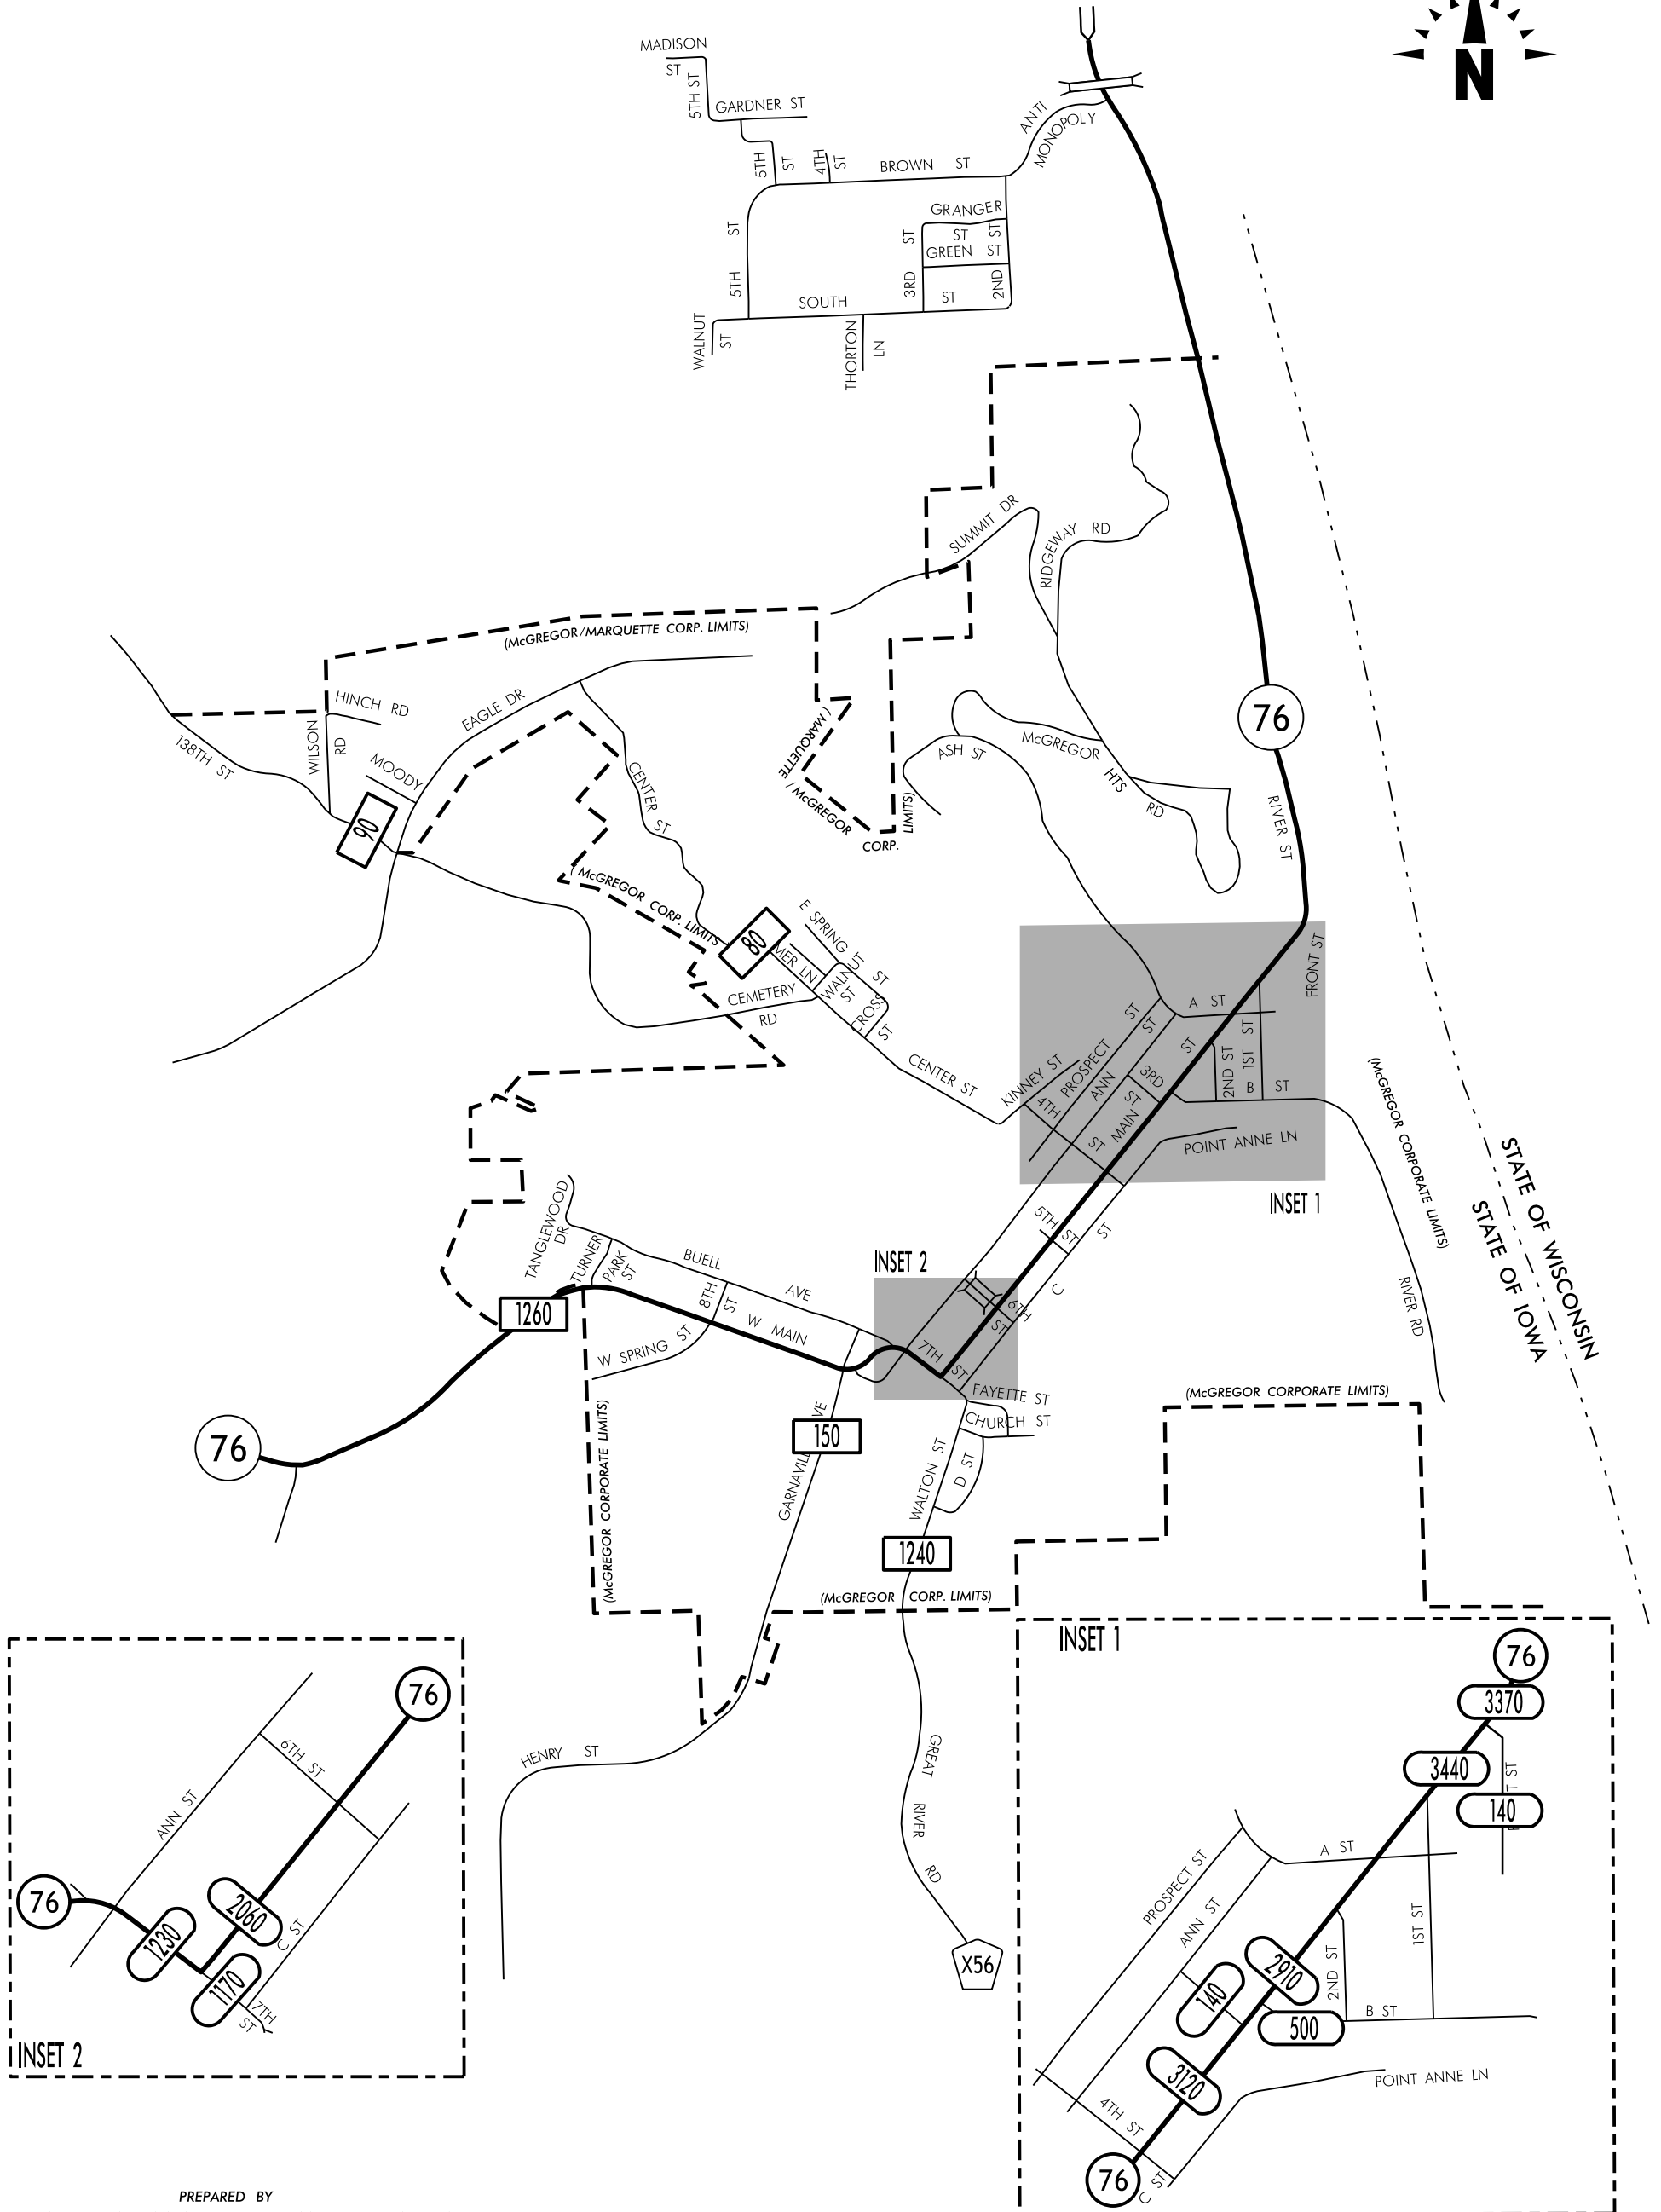 N
MADISON
ST
5TH ST
GARDNER ST
ANTI
MONOPOLY
5TH
ST
4TH
ST
BROWN ST
GRANGER
ST
ST
ST
ST
GREEN ST
5TH
3RD
2ND
SOUTH ST
WALNUT
ST
THORTON
LN
SUMMIT DR
RIDGEWAY RD
(McGREGOR/MARQUETTE CORP. LIMITS)
HINCH RD
EAGLE DR
WILSON
RD
138TH ST
MOODY
90
CENTER
ST
(MARQUETTE
/ McGREGOR
CORP.
LIMITS)
ASH ST
McGREGOR
HTS
RD
76
RIVER ST
(McGREGOR CORP. LIMITS
80
E SPRING
ST
MER LN
WALNUT
ST
CROSS
ST
CEMETERY
RD
CENTER ST
KINNEY ST
FRONT ST
A ST
PROSPECT
ST
ANN
ST
ST
3RD
ST
2ND ST
1ST
ST
B ST
4TH
ST
MAIN
POINT ANNE LN
INSET 1
(McGREGOR CORPORATE LIMITS)
STATE OF WISCONSIN
STATE OF IOWA
RIVER RD
TANGLEWOOD
DR
TURNER
PARK
ST
BUELL
AVE
8TH
ST
W MAIN
W SPRING ST
1260
76
INSET 2
5TH
ST
ST
C
6TH
ST
7TH
ST
FAYETTE ST
CHURCH ST
(McGREGOR CORPORATE LIMITS)
VE
150
GARNAVILL
WALTON ST
D ST
1240
(McGREGOR CORPORATE LIMITS)
(McGREGOR CORP. LIMITS)
HENRY ST
GREAT
RIVER
RD
X56
76
6TH ST
ANN ST
76
2060
1230
C ST
1170
7TH
ST
INSET 2
INSET 1
76
3370
3440
T ST
140
A ST
PROSPECT ST
ANN ST
1ST ST
2ND ST
2910
140
B ST
500
3120
POINT ANNE LN
4TH ST
76
C ST
PREPARED BY